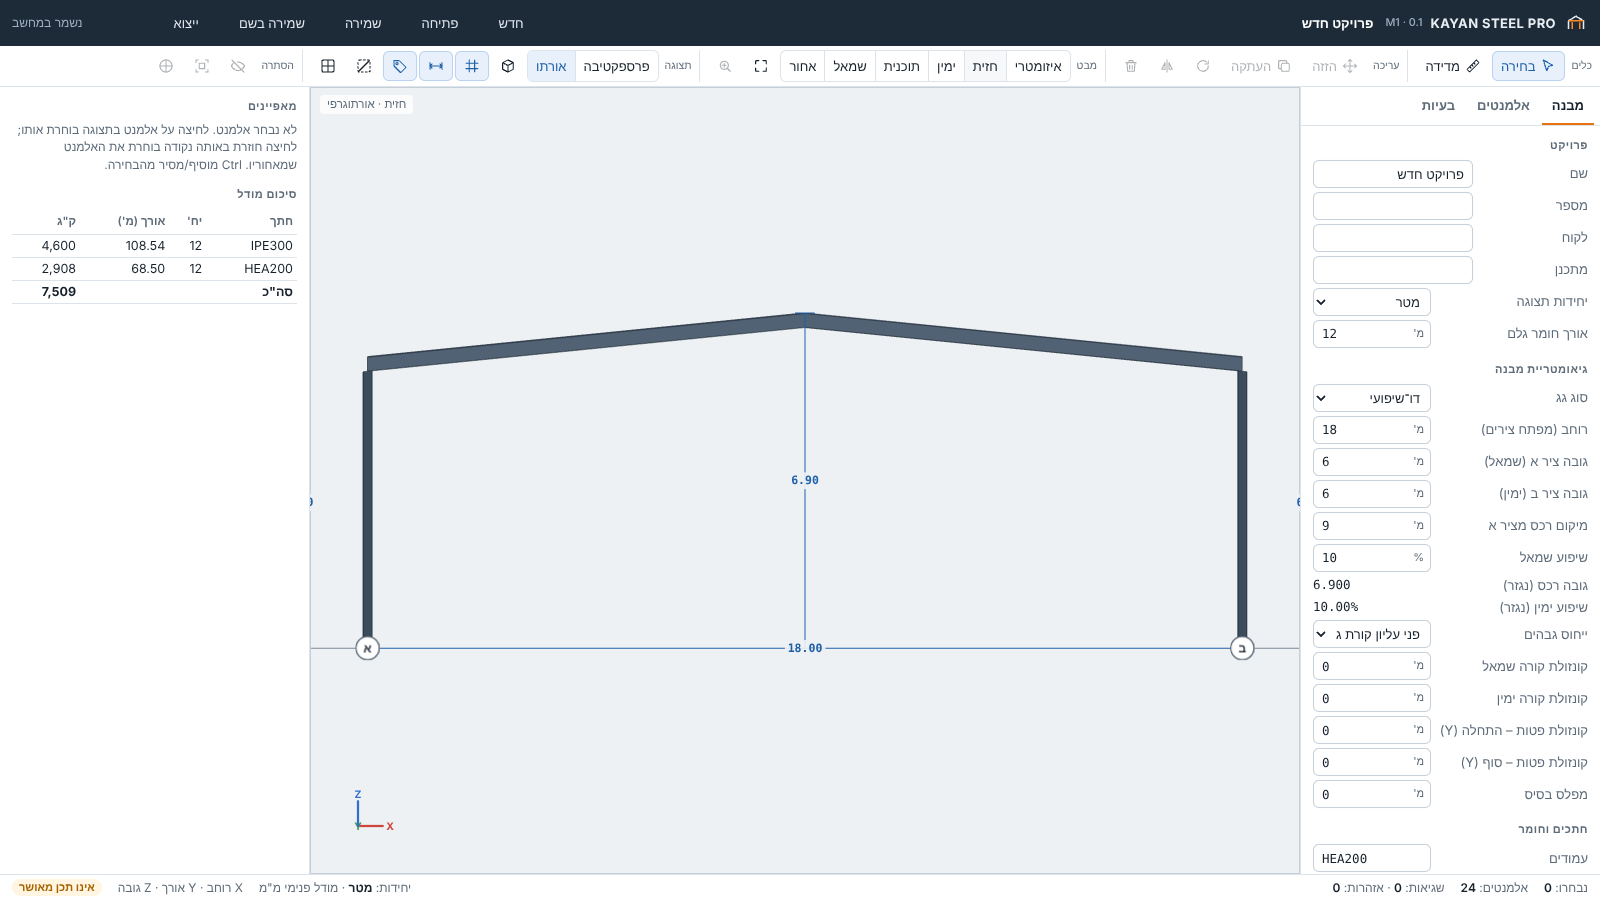 KAYAN STEEL PRO M1 · 0.1 פרויקט חדש
חדש פתיחה שמירה שמירה בשם ייצוא
נשמר במחשב
כלים בחירה מדידה עריכה הזזה העתקה מבט איזומטרי חזית ימין תוכנית שמאל אחור תצוגה פרספקטיבה אורתו הסתרה
מבנה אלמנטים בעיות
פרויקט
שם פרויקט חדש
מספר
לקוח
מתכנן
יחידות תצוגה מטר
אורך חומר גלם 12 מ'
גיאומטריית מבנה
סוג גג דו־שיפועי
רוחב (מפתח צירים) 18 מ'
גובה ציר א (שמאל) 6 מ'
גובה ציר ב (ימין) 6 מ'
מיקום רכס מציר א 9 מ'
שיפוע שמאל 10 %
גובה רכס (נגזר) 6.900
שיפוע ימין (נגזר) 10.00%
ייחוס גבהים פני עליון קורת ג
קונזולת קורה שמאל 0 מ'
קונזולת קורה ימין 0 מ'
קונזולת פטות – התחלה (Y) 0 מ'
קונזולת פטות – סוף (Y) 0 מ'
מפלס בסיס 0 מ'
חתכים וחומר
עמודים HEA200
חזית · אורתוגרפי
6.90
18.00
א
ב
Z
X
מאפיינים
לא נבחר אלמנט. לחיצה על אלמנט בתצוגה בוחרת אותו;
לחיצה חוזרת באותה נקודה בוחרת את האלמנט
שמאחוריו. Ctrl מוסיף/מסיר מהבחירה.
סיכום מודל
חתך יח' אורך (מ') ק"ג
IPE300 12 108.54 4,600
HEA200 12 68.50 2,908
סה"כ 7,509
נבחרו: 0 אלמנטים: 24 שגיאות: 0 · אזהרות: 0
יחידות: מטר · מודל פנימי מ"מ X רוחב · Y אורך · Z גובה אינו תכן מאושר